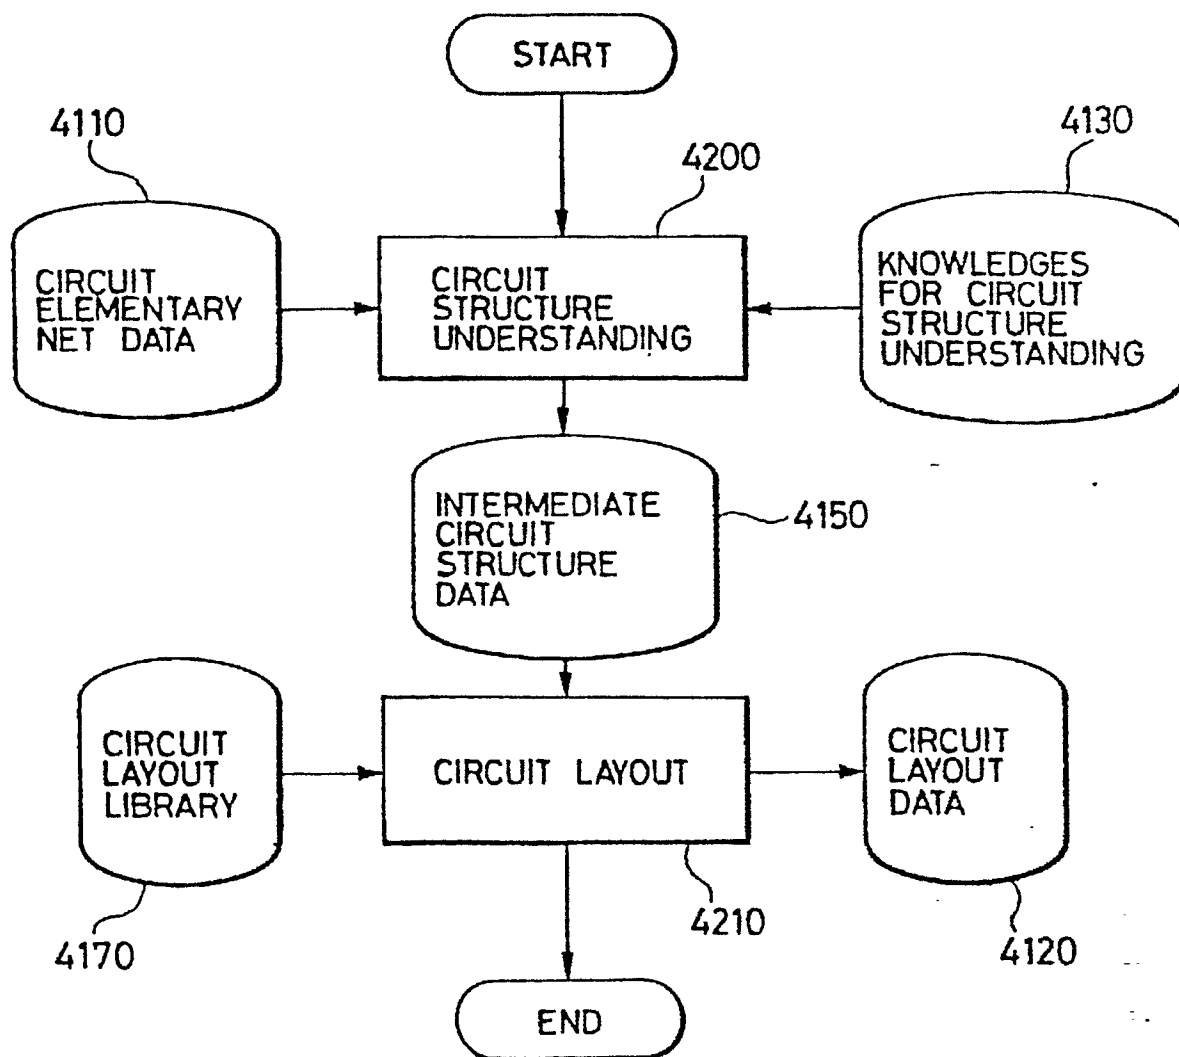 START
4110
4200
4130
CIRCUIT
ELEMENTARY
NET DATA
CIRCUIT
STRUCTURE
UNDERSTANDING
KNOWLEDGES
FOR CIRCUIT
STRUCTURE
UNDERSTANDING
INTERMEDIATE
CIRCUIT
STRUCTURE
DATA
4150
CIRCUIT
LAYOUT
LIBRARY
CIRCUIT LAYOUT
CIRCUIT
LAYOUT
DATA
4170
4210
4120
END